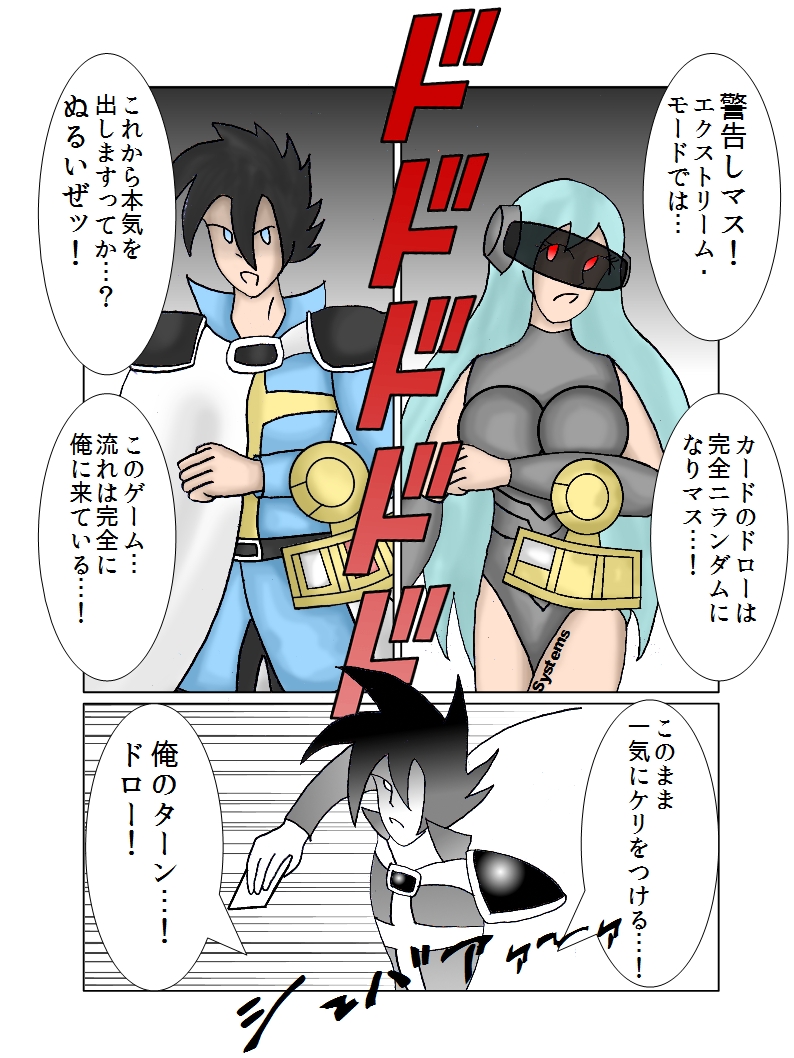 警告しマス！
エクストリーム・
モードでは…
カードのドローは
完全ニランダムに
なりマス…！
ドドドドド
これから本気を
出しますってか…？
ぬるいぜッ！
このゲーム…
流れは完全に
俺に来ている…！
Systems
このまま
一気にケリをつける…！
俺のターン…！
ドロー！
シュバァァーァ